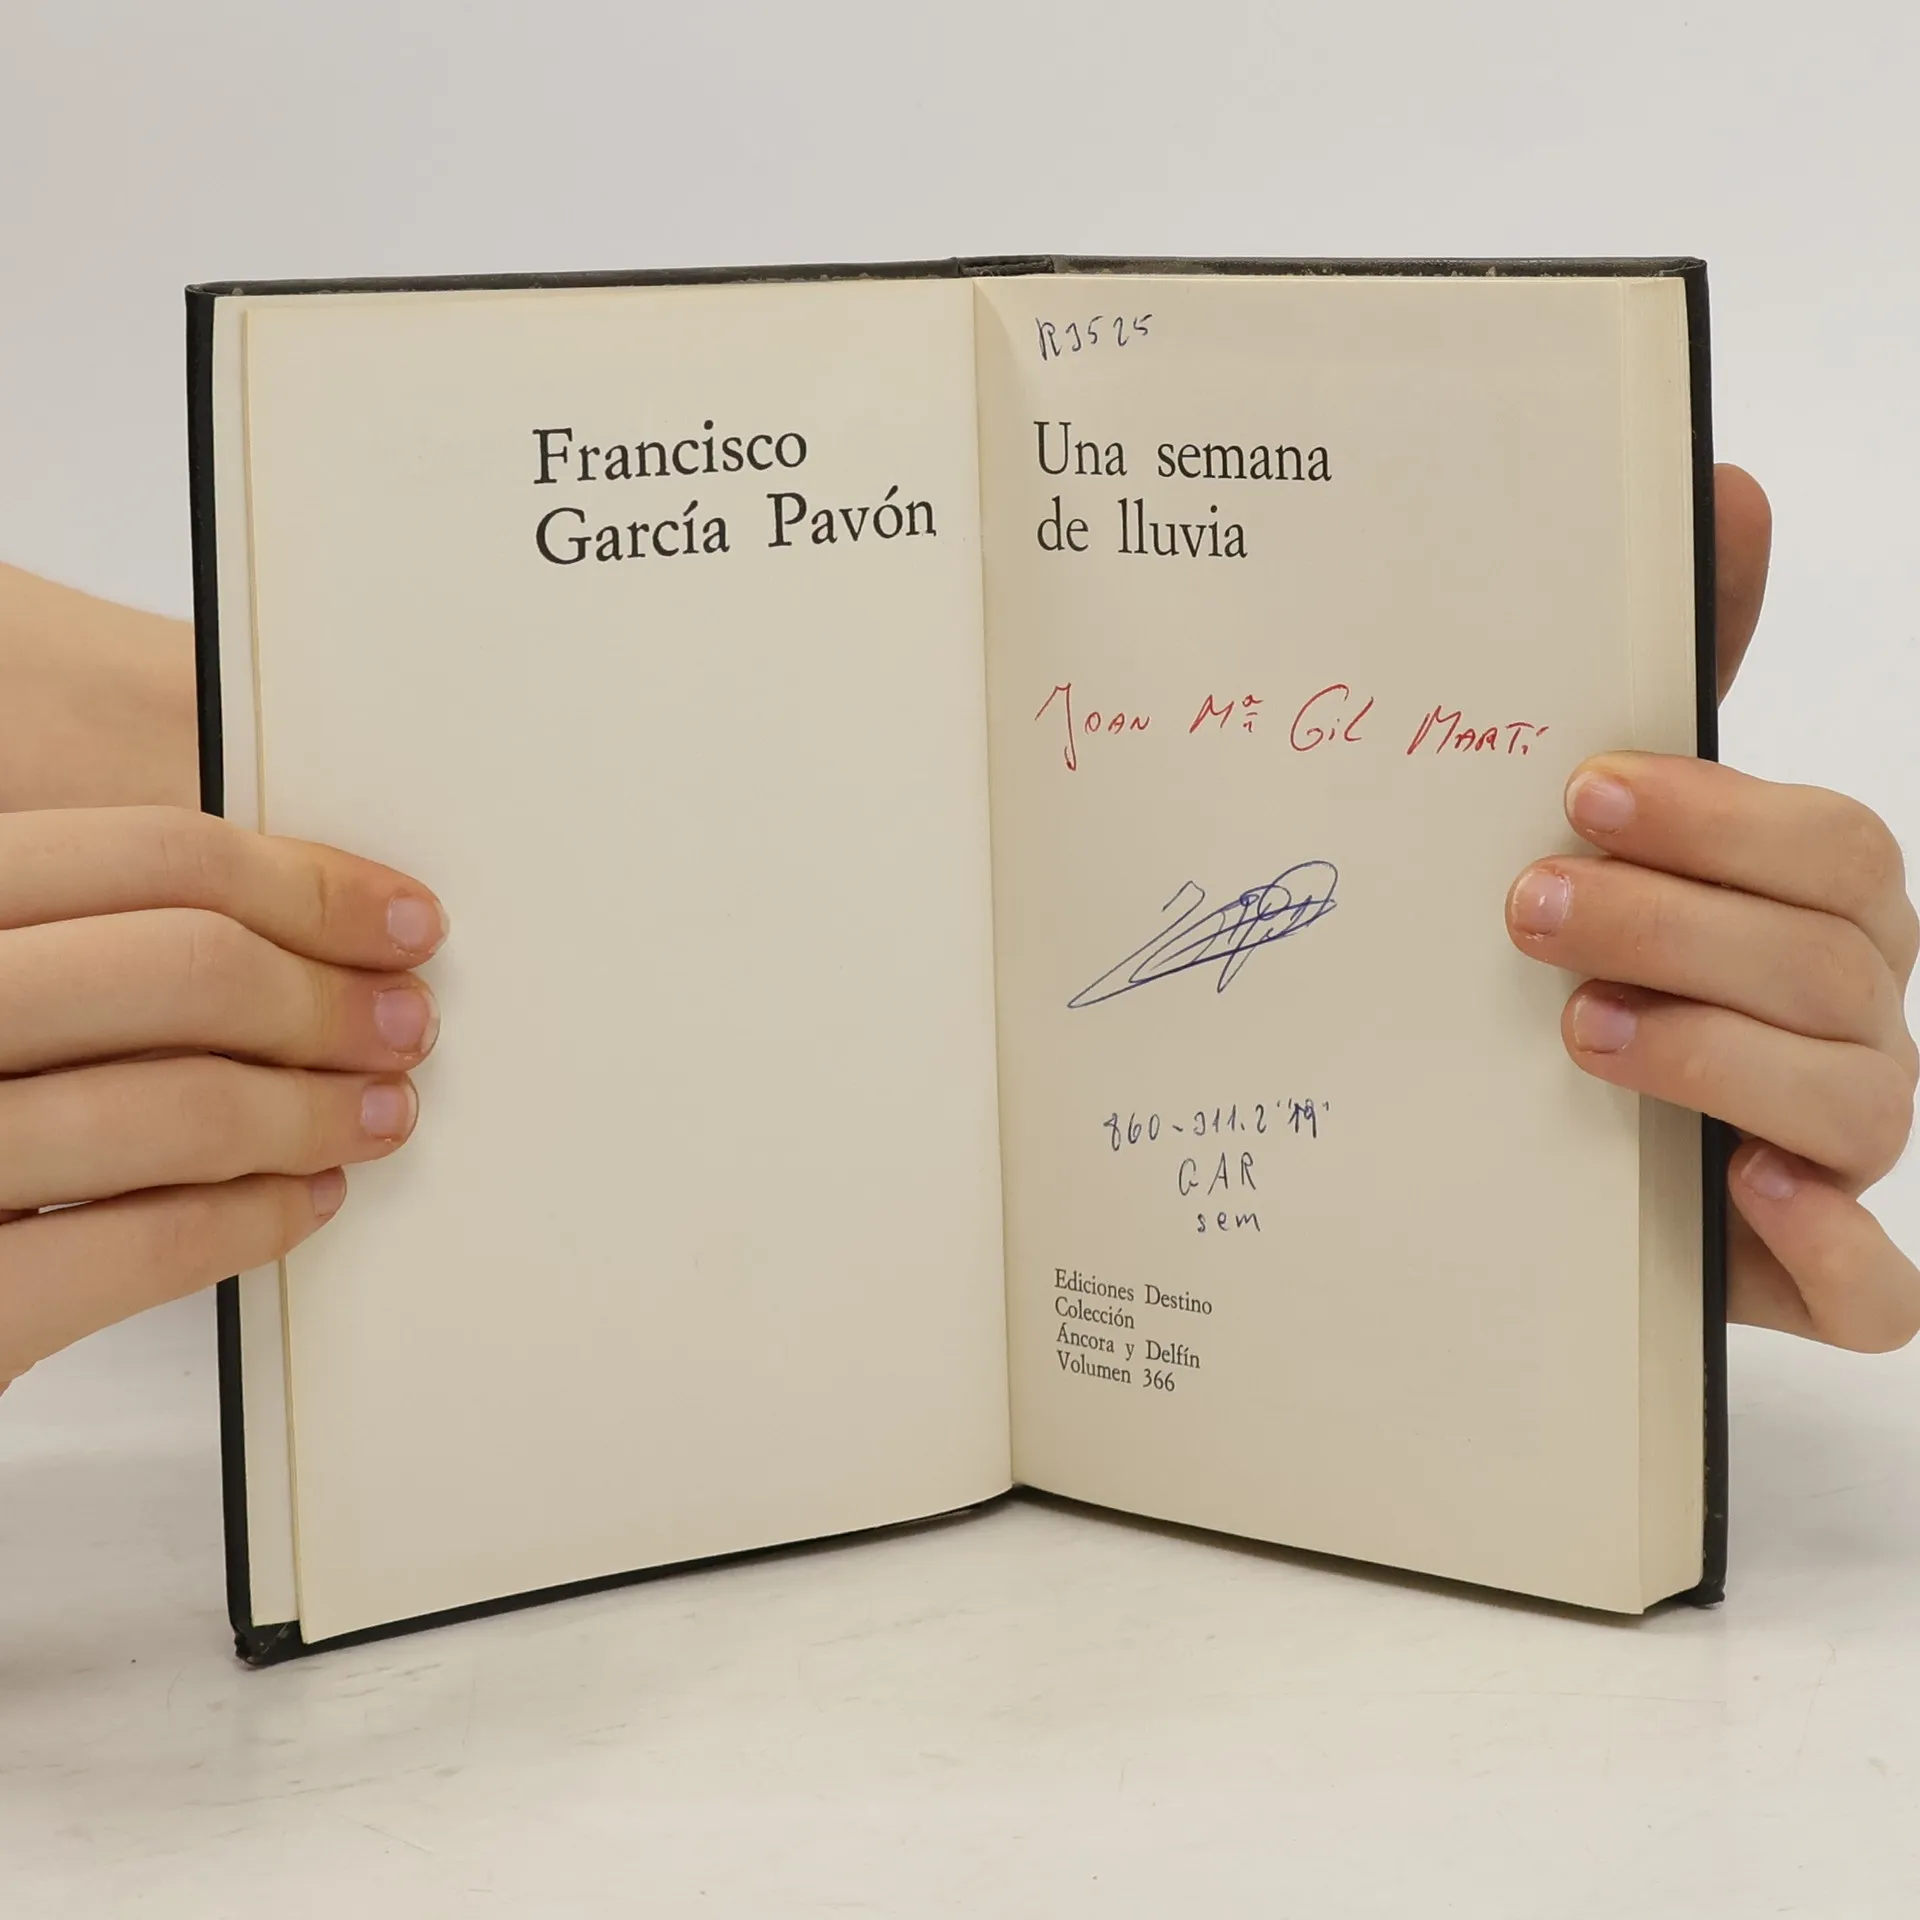 Francisco
García Pavón
R3525
Una semana
de lluvia
JOAN Mª GIL MARTÍ
860-311.2"19"
GAR
sem
Ediciones Destino
Colección
Áncora y Delfín
Volumen 366